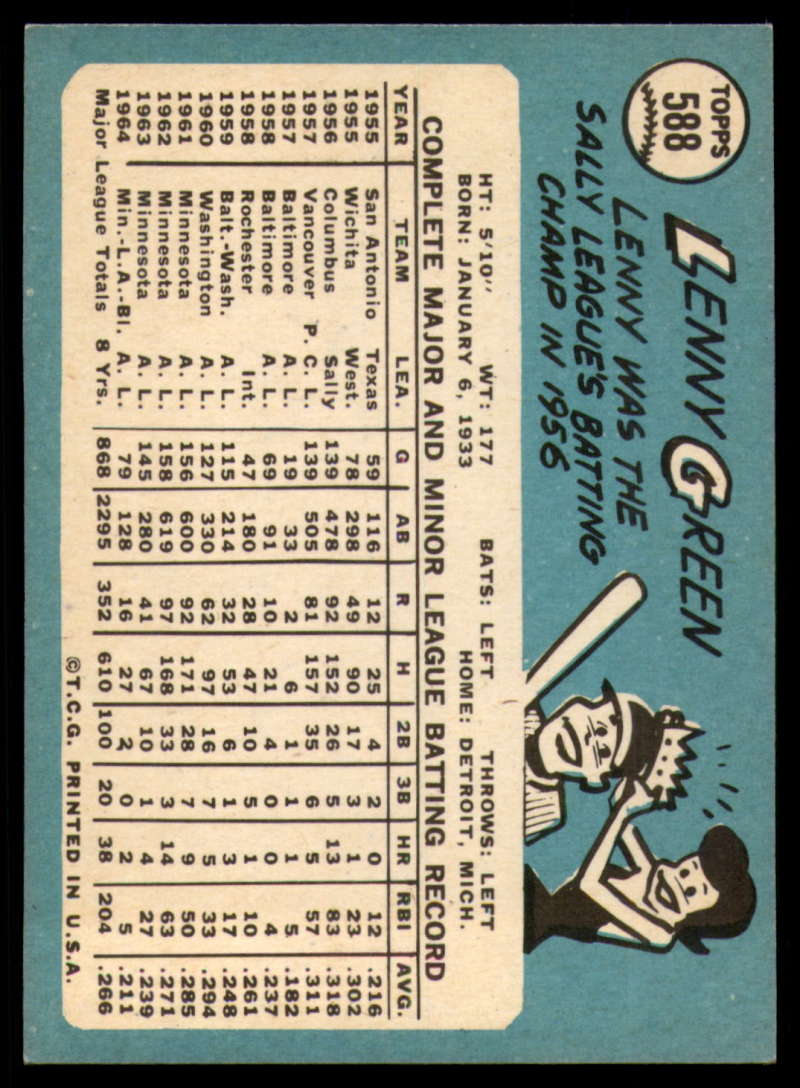 TOPPS
588
LENNY GREEN
LENNY WAS THE
SALLY LEAGUE'S BATTING
CHAMP IN 1956
HT: 5'10" WT: 177 BATS: LEFT THROWS: LEFT
BORN: JANUARY 6, 1933 HOME: DETROIT, MICH.
COMPLETE MAJOR AND MINOR LEAGUE BATTING RECORD
YEAR TEAM LEA. G AB R H 2B 3B HR RBI AVG.
1955 San Antonio Texas 59 116 12 25 4 2 0 12 .216
1955 Wichita West. 78 298 49 90 17 3 1 23 .302
1956 Columbus Sally 139 478 92 152 26 5 13 83 .318
1957 Vancouver P. C. L. 139 505 81 157 35 6 5 57 .311
1957 Baltimore A. L. 19 33 2 6 1 1 1 5 .182
1958 Baltimore A. L. 69 91 10 21 4 0 0 4 .237
1958 Rochester Int. 47 180 28 47 10 5 1 10 .261
1959 Balt.-Wash. A. L. 115 214 32 53 6 1 3 17 .248
1960 Washington A. L. 127 330 62 97 16 7 5 33 .294
1961 Minnesota A. L. 156 600 92 171 28 7 9 50 .285
1962 Minnesota A. L. 158 619 97 168 33 3 14 63 .271
1963 Minnesota A. L. 145 280 41 67 10 1 4 27 .239
1964 Min.-L.A.-Bl. A. L. 79 128 16 27 2 0 2 5 .211
Major League Totals 8 Yrs. 868 2295 352 610 100 20 38 204 .266
©T.C.G. PRINTED IN U.S.A.